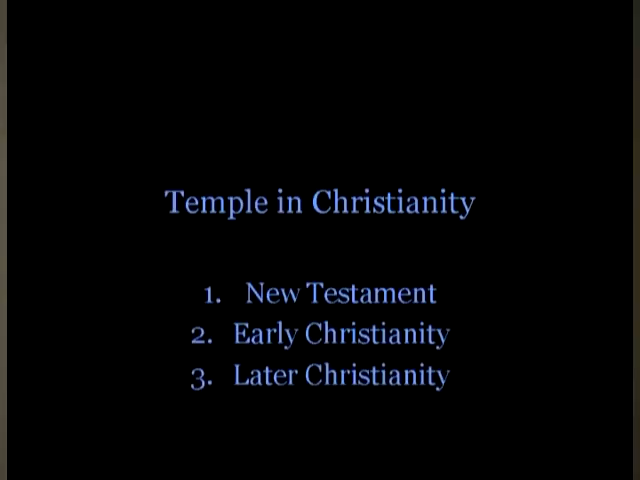 Temple in Christianity
1. New Testament
2. Early Christianity
3. Later Christianity